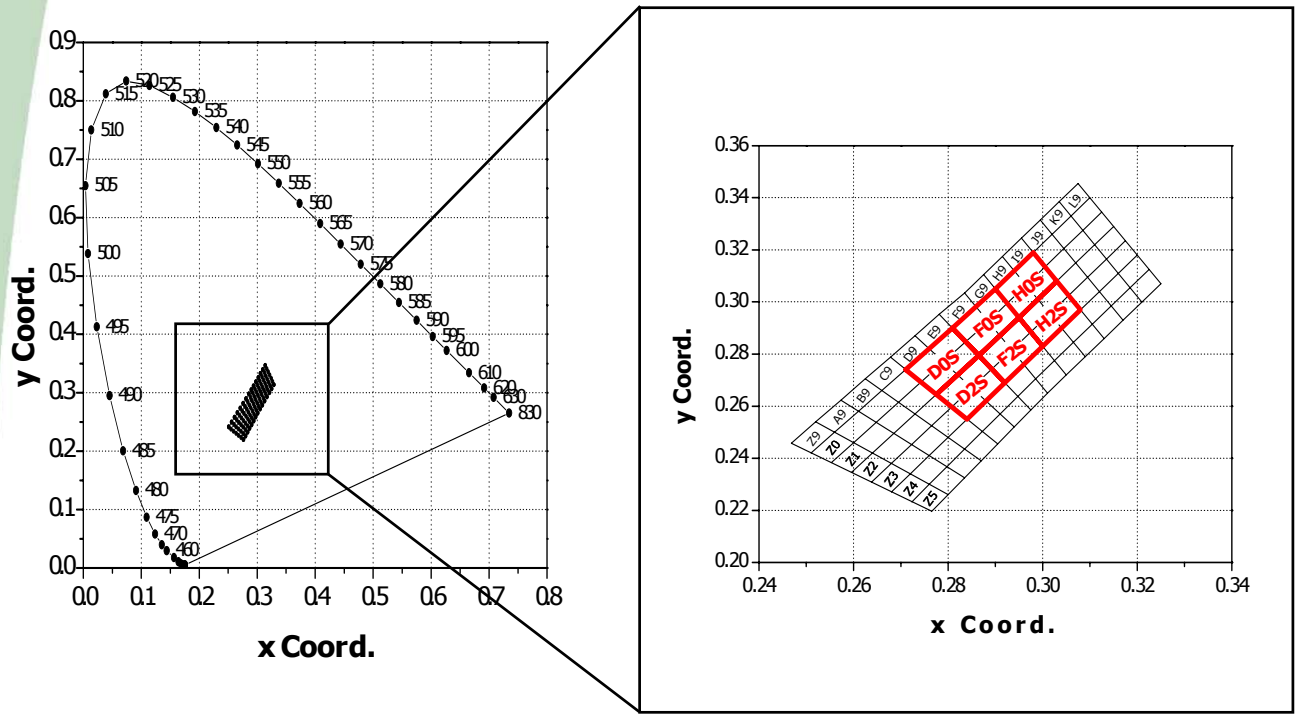 0.9
0.8
0.7
0.6
0.5
0.4
0.3
0.2
0.1
0.0
y Coord.
520
525
515
530
535
510
540
545
550
505
555
560
565
570
500
575
580
585
590
495
595
600
610
620
490
630
830
485
480
475
470
460
0.0 0.1 0.2 0.3 0.4 0.5 0.6 0.7 0.8
x Coord.
0.36
0.34
0.32
0.30
0.28
0.26
0.24
0.22
0.20
y Coord.
L9
K9
J9
I9
H9
G9
F9
E9
D9
C9
B9
A9
Z9
Z0
Z1
Z2
Z3
Z4
Z5
H0S
F0S
H2S
D0S
F2S
D2S
0.24 0.26 0.28 0.30 0.32 0.34
x Coord.